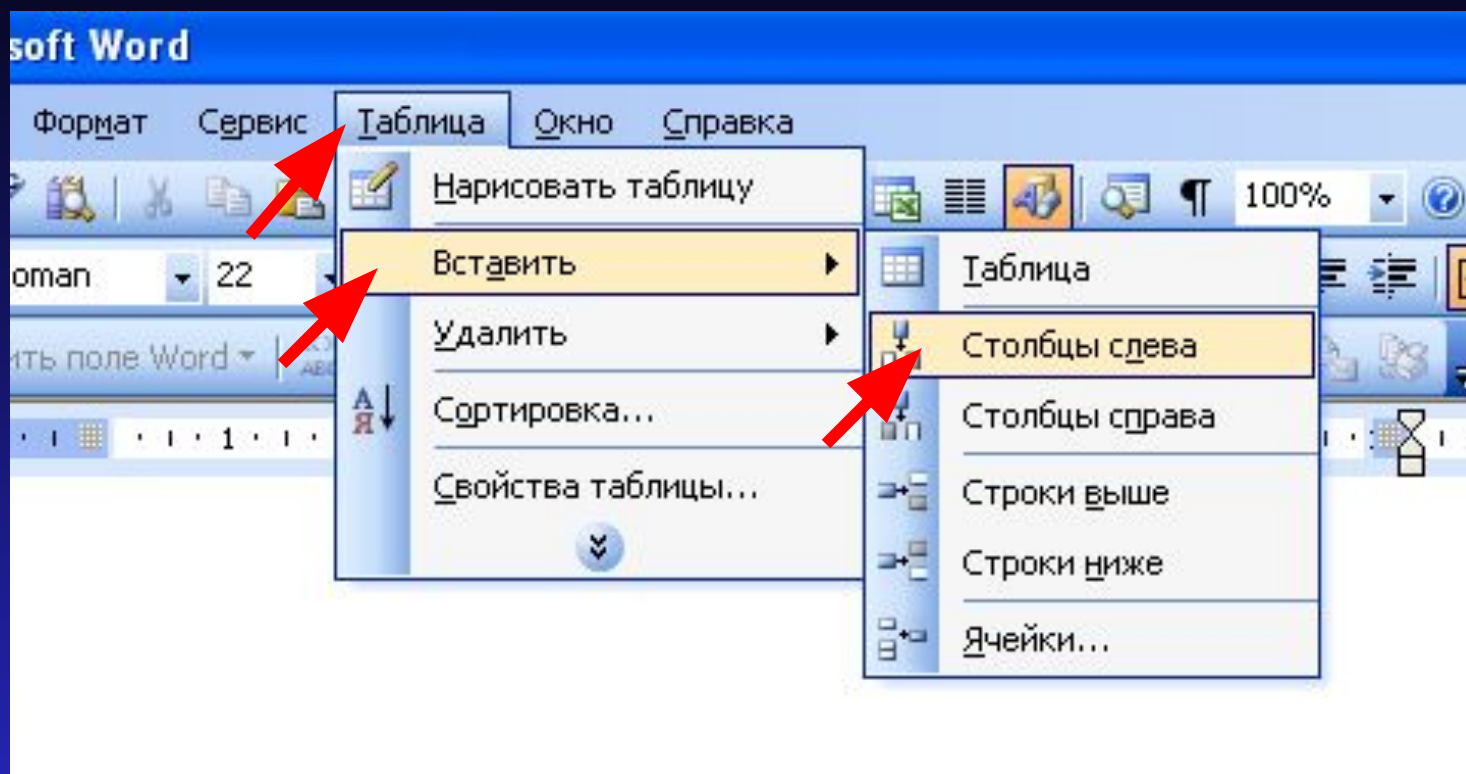 soft Word
Формат Сервис Таблица Окно Справка
100%
oman 22
ить поле Word
Нарисовать таблицу
Вставить
Удалить
Сортировка...
Свойства таблицы...
Таблица
Столбцы слева
Столбцы справа
Строки выше
Строки ниже
Ячейки...
1